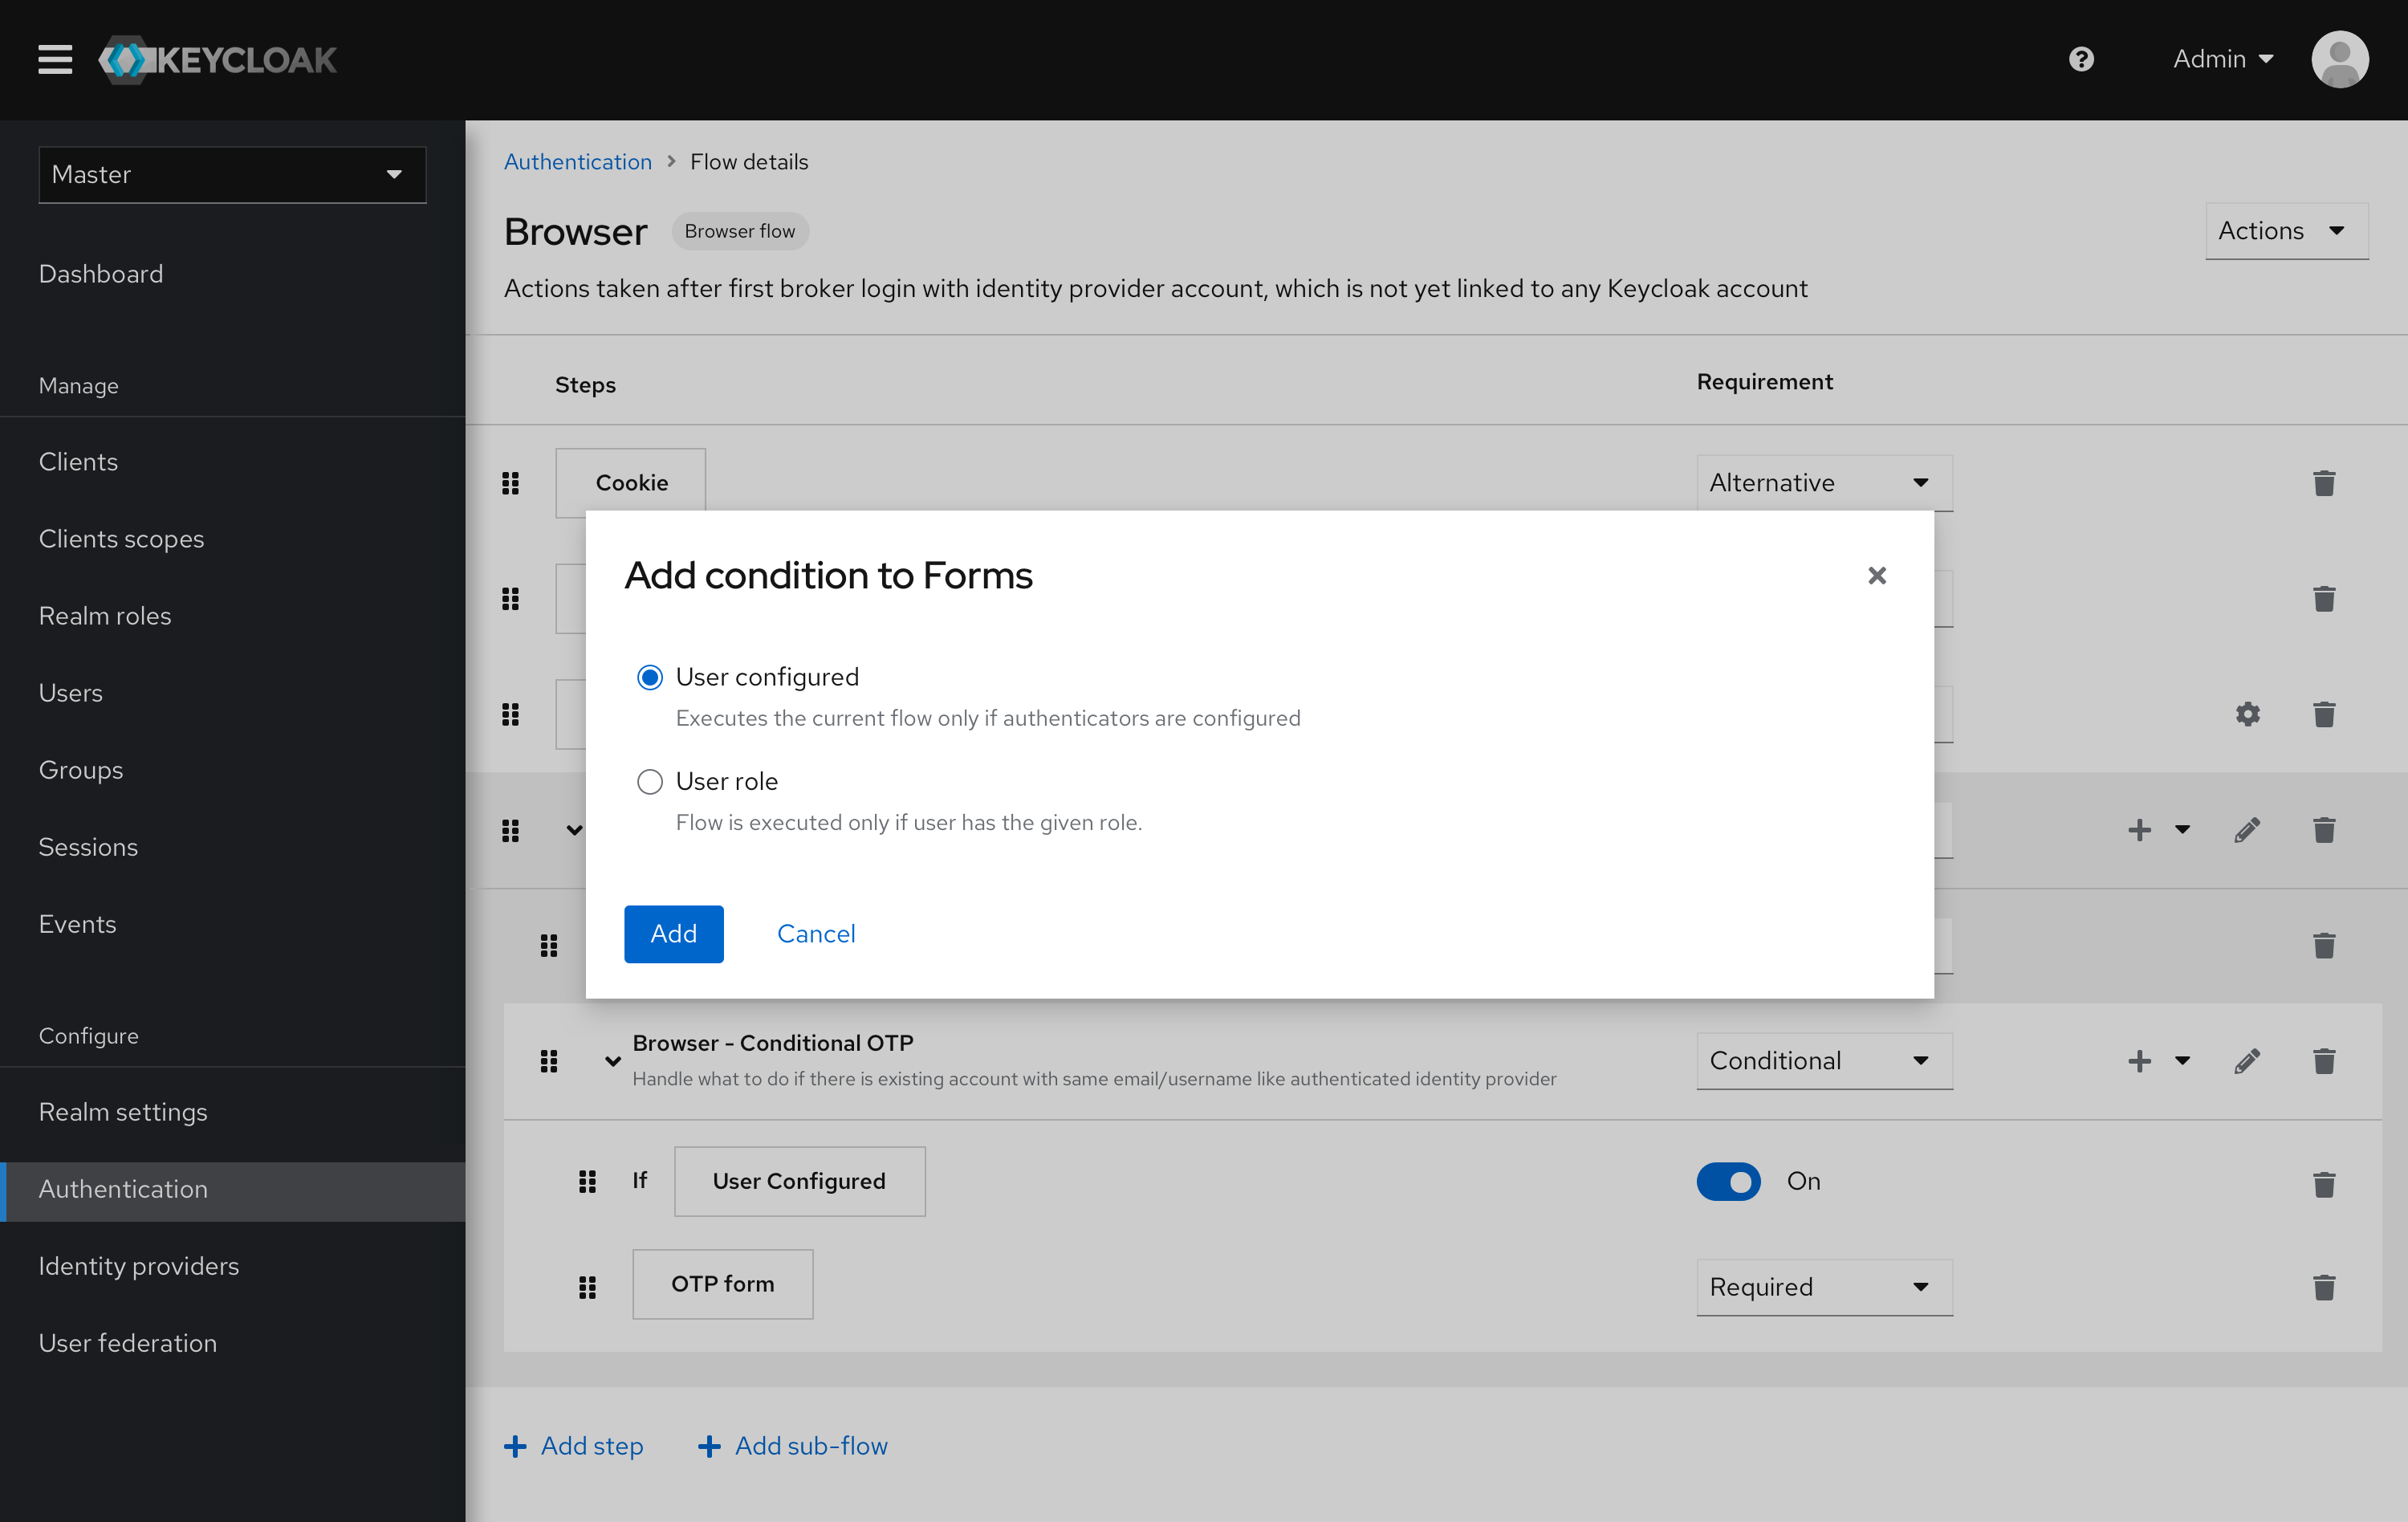 KEYCLOAK
Admin
Master
Dashboard
Manage
Clients
Clients scopes
Realm roles
Users
Groups
Sessions
Events
Configure
Realm settings
Authentication
Identity providers
User federation
Authentication > Flow details
Browser Browser flow
Actions
Actions taken after first broker login with identity provider account, which is not yet linked to any Keycloak account
Steps Requirement
Cookie Alternative
Add condition to Forms
User configured
Executes the current flow only if authenticators are configured
User role
Flow is executed only if user has the given role.
Add Cancel
Browser - Conditional OTP
Handle what to do if there is existing account with same email/username like authenticated identity provider
Conditional
If User Configured On
OTP form Required
Add step Add sub-flow